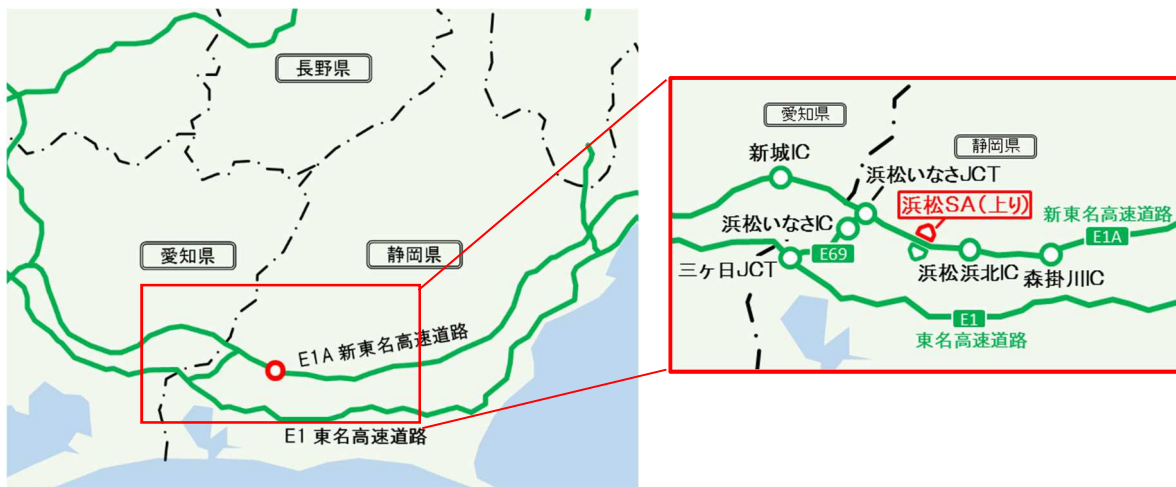 長野県
愛知県
静岡県
E1A 新東名高速道路
E1 東名高速道路
愛知県
静岡県
新城IC
浜松いなさJCT
浜松SA(上り)
浜松いなさIC
新東名高速道路
E1A
E69
三ヶ日JCT
浜松浜北IC
森掛川IC
E1
東名高速道路